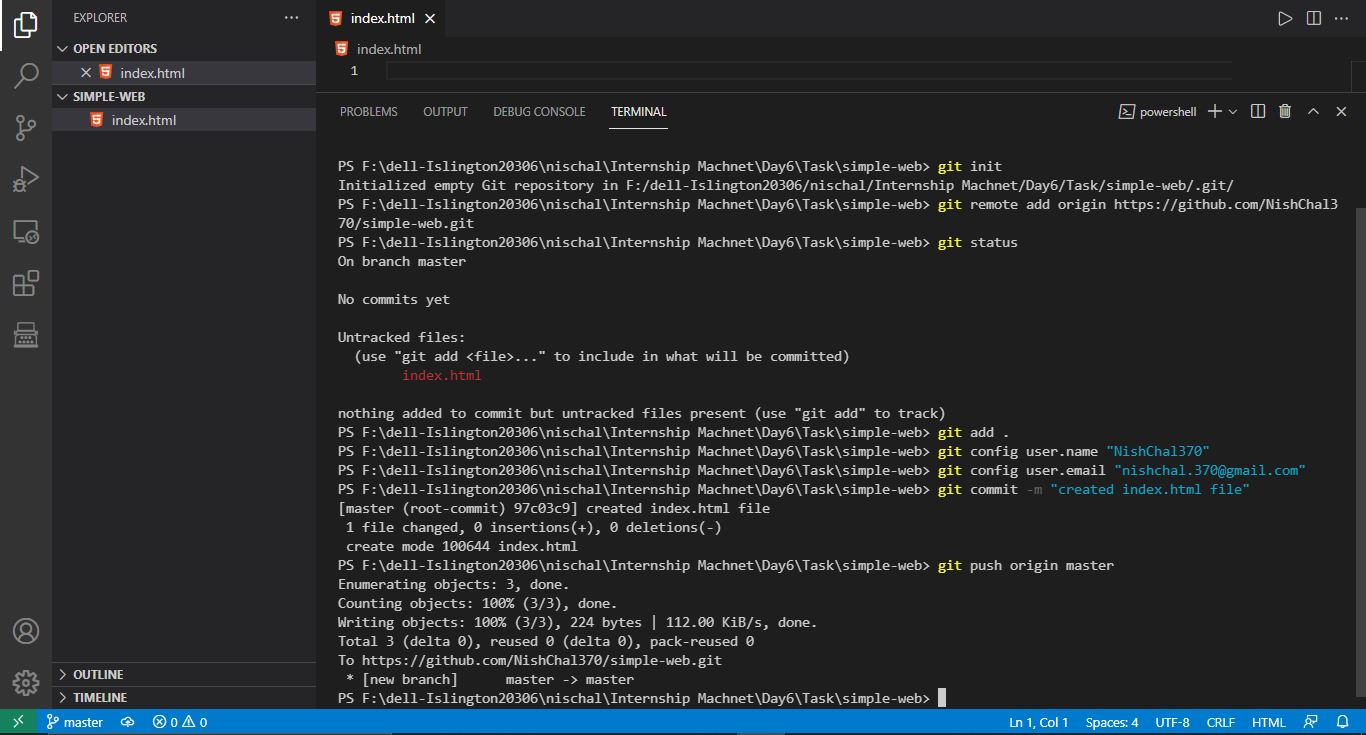 EXPLORER
OPEN EDITORS
index.html
SIMPLE-WEB
index.html
OUTLINE
TIMELINE
index.html
index.html
1
PROBLEMS OUTPUT DEBUG CONSOLE TERMINAL powershell
PS F:\dell-Islington20306\nischal\Internship Machnet\Day6\Task\simple-web> git init
Initialized empty Git repository in F:/dell-Islington20306/nischal/Internship Machnet/Day6/Task/simple-web/.git/
PS F:\dell-Islington20306\nischal\Internship Machnet\Day6\Task\simple-web> git remote add origin https://github.com/NishChal3
70/simple-web.git
PS F:\dell-Islington20306\nischal\Internship Machnet\Day6\Task\simple-web> git status
On branch master
No commits yet
Untracked files:
(use "git add <file>..." to include in what will be committed)
index.html
nothing added to commit but untracked files present (use "git add" to track)
PS F:\dell-Islington20306\nischal\Internship Machnet\Day6\Task\simple-web> git add .
PS F:\dell-Islington20306\nischal\Internship Machnet\Day6\Task\simple-web> git config user.name "NishChal370"
PS F:\dell-Islington20306\nischal\Internship Machnet\Day6\Task\simple-web> git config user.email "nishchal.370@gmail.com"
PS F:\dell-Islington20306\nischal\Internship Machnet\Day6\Task\simple-web> git commit -m "created index.html file"
[master (root-commit) 97c03c9] created index.html file
1 file changed, 0 insertions(+), 0 deletions(-)
create mode 100644 index.html
PS F:\dell-Islington20306\nischal\Internship Machnet\Day6\Task\simple-web> git push origin master
Enumerating objects: 3, done.
Counting objects: 100% (3/3), done.
Writing objects: 100% (3/3), 224 bytes | 112.00 KiB/s, done.
Total 3 (delta 0), reused 0 (delta 0), pack-reused 0
To https://github.com/NishChal370/simple-web.git
* [new branch] master -> master
PS F:\dell-Islington20306\nischal\Internship Machnet\Day6\Task\simple-web>
master 0 0 Ln 1, Col 1 Spaces: 4 UTF-8 CRLF HTML